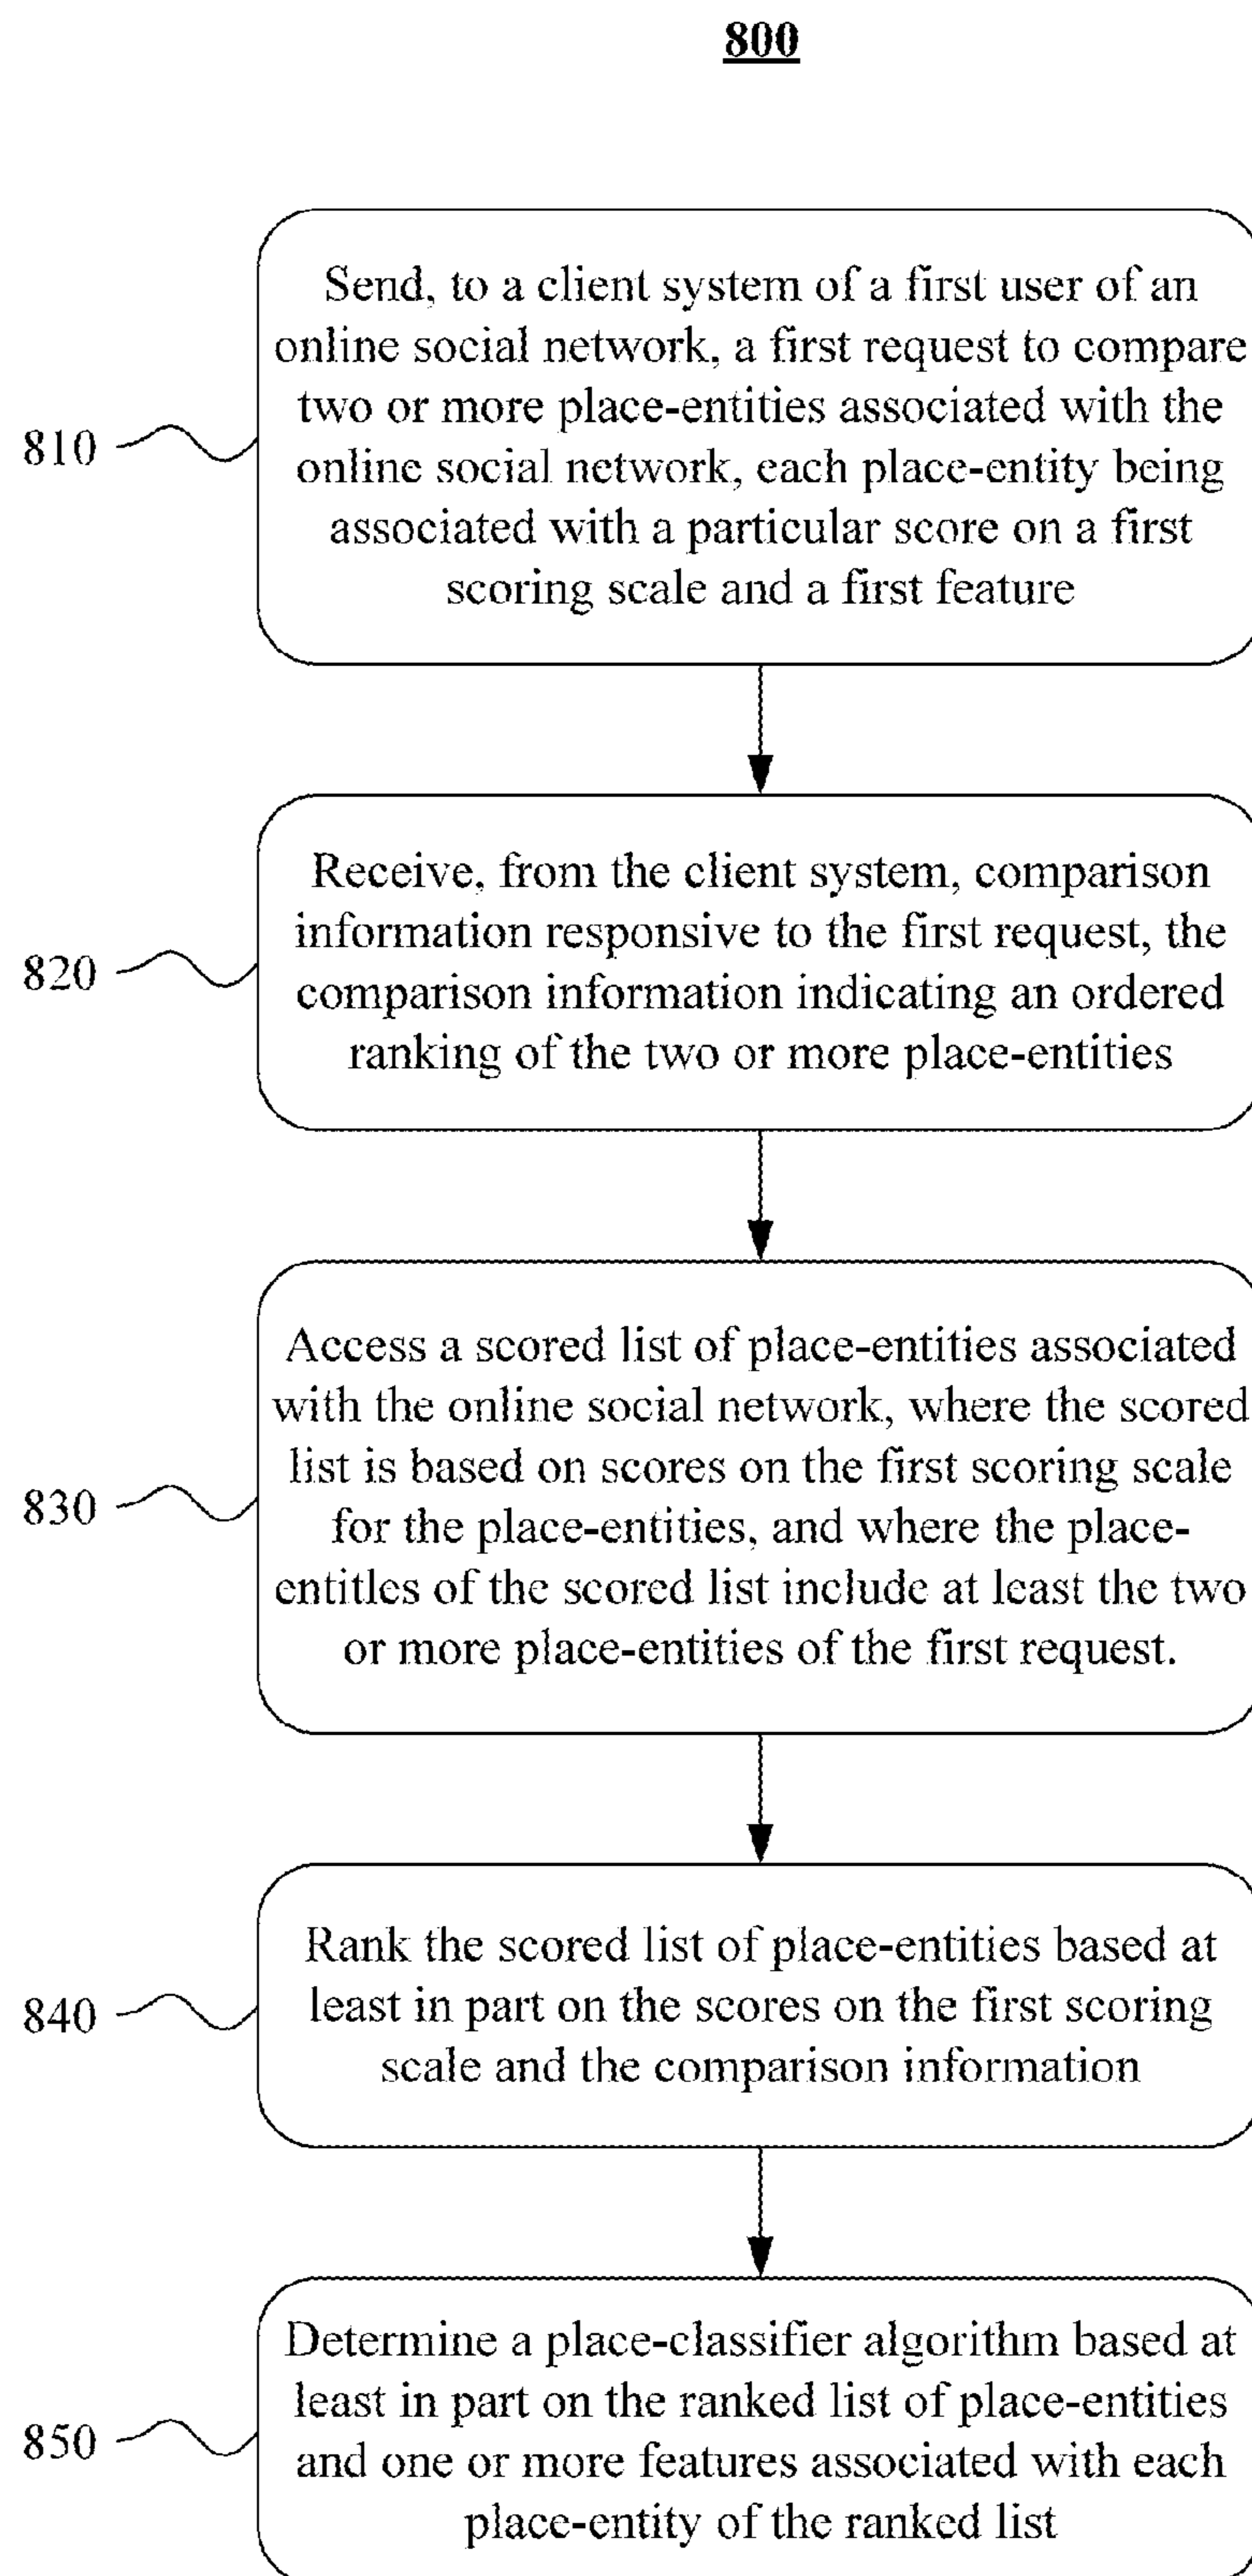 800
Send, to a client system of a first user of an
online social network, a first request to compare
two or more place-entities associated with the
online social network, each place-entity being
associated with a particular score on a first
scoring scale and a first feature
810
Receive, from the client system, comparison
information responsive to the first request, the
comparison information indicating an ordered
ranking of the two or more place-entities
820
Access a scored list of place-entities associated
with the online social network, where the scored
list is based on scores on the first scoring scale
for the place-entities, and where the place-
entitles of the scored list include at least the two
or more place-entities of the first request.
830
Rank the scored list of place-entities based at
least in part on the scores on the first scoring
scale and the comparison information
840
Determine a place-classifier algorithm based at
least in part on the ranked list of place-entities
and one or more features associated with each
place-entity of the ranked list
850